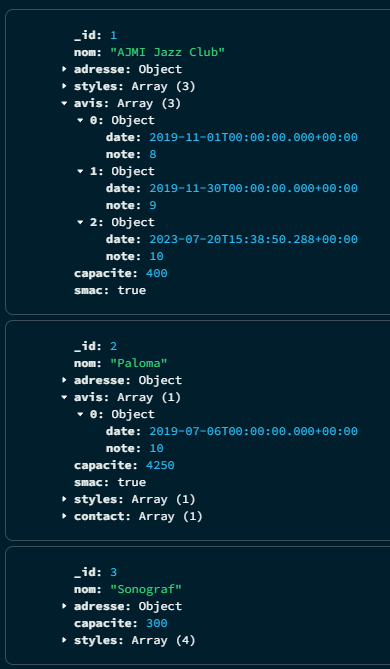 _id: 1
nom: "AJMI Jazz Club"
adresse: Object
styles: Array (3)
avis: Array (3)
0: Object
date: 2019-11-01T00:00:00.000+00:00
note: 8
1: Object
date: 2019-11-30T00:00:00.000+00:00
note: 9
2: Object
date: 2023-07-20T15:38:50.288+00:00
note: 10
capacite: 400
smac: true
_id: 2
nom: "Paloma"
adresse: Object
avis: Array (1)
0: Object
date: 2019-07-06T00:00:00.000+00:00
note: 10
capacite: 4250
smac: true
styles: Array (1)
contact: Array (1)
_id: 3
nom: "Sonograf"
adresse: Object
capacite: 300
styles: Array (4)